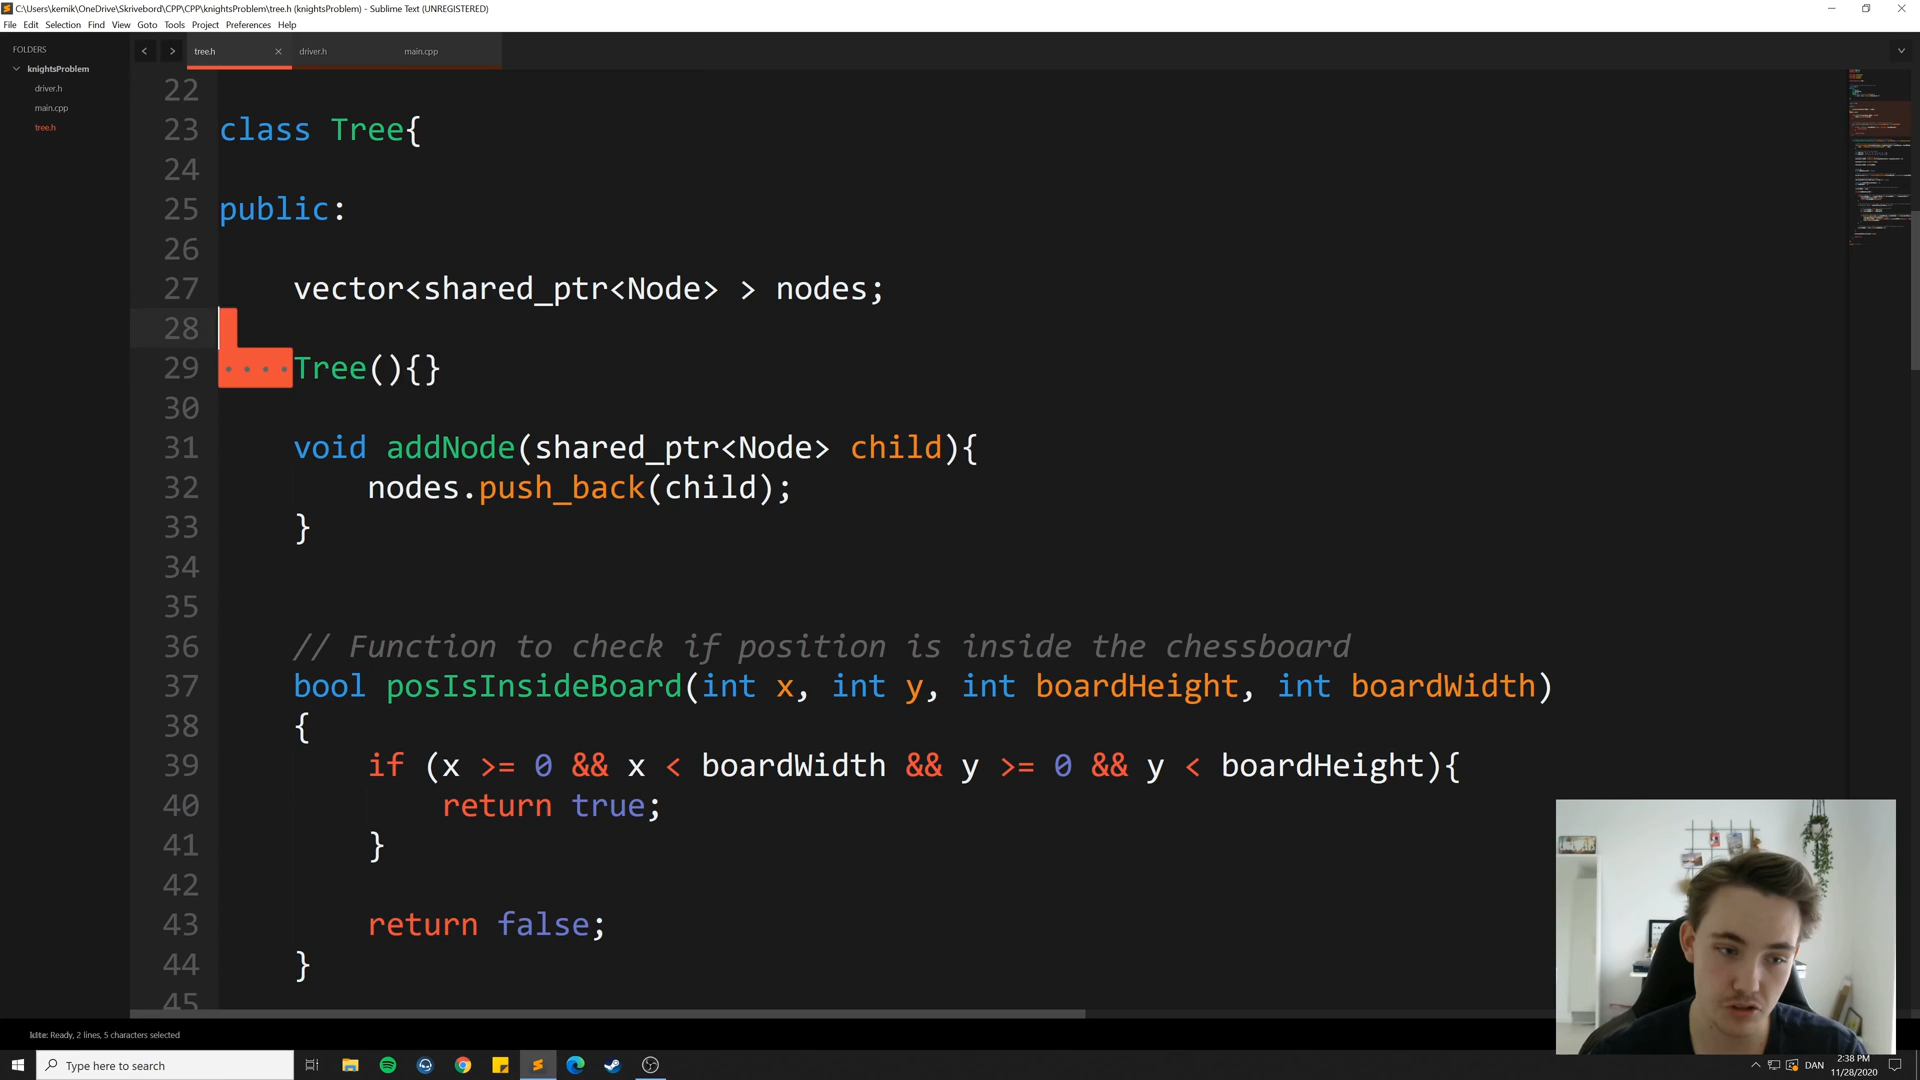 C:\Users\kemik\OneDrive\Skrivebord\CPP\CPP\knightsProblem\tree.h (knightsProblem) - Sublime Text (UNREGISTERED)
File Edit Selection Find View Goto Tools Project Preferences Help
FOLDERS
knightsProblem
driver.h
main.cpp
tree.h
tree.h driver.h main.cpp
22
23 class Tree{
24
25 public:
26
27 vector<shared_ptr<Node> > nodes;
28
29 ····Tree(){}
30
31 void addNode(shared_ptr<Node> child){
32 nodes.push_back(child);
33 }
34
35
36 // Function to check if position is inside the chessboard
37 bool posIsInsideBoard(int x, int y, int boardHeight, int boardWidth)
38 {
39 if (x >= 0 && x < boardWidth && y >= 0 && y < boardHeight){
40 return true;
41 }
42
43 return false;
44 }
45
kite: Ready, 2 lines, 5 characters selected
Type here to search
DAN
2:38 PM
11/28/2020